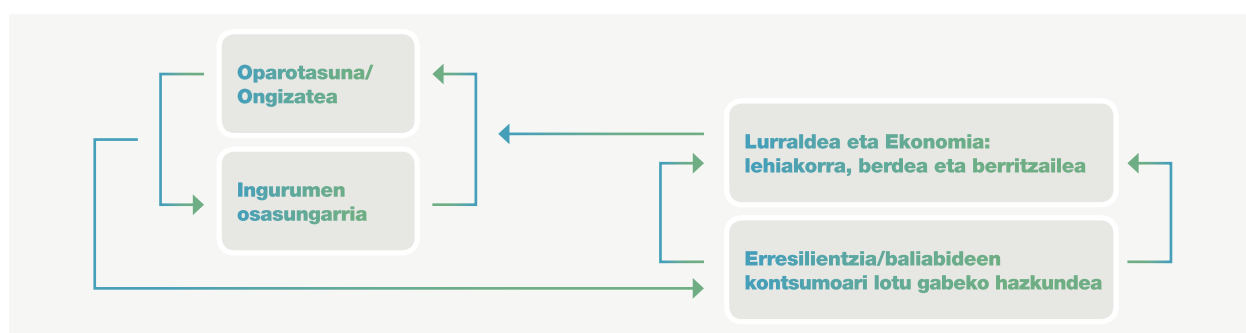 Oparotasuna/
Ongizatea
Ingurumen
osasungarria
Lurraldea eta Ekonomia:
lehiakorra, berdea eta berritzailea
Erresilientzia/baliabideen
kontsumoari lotu gabeko hazkundea